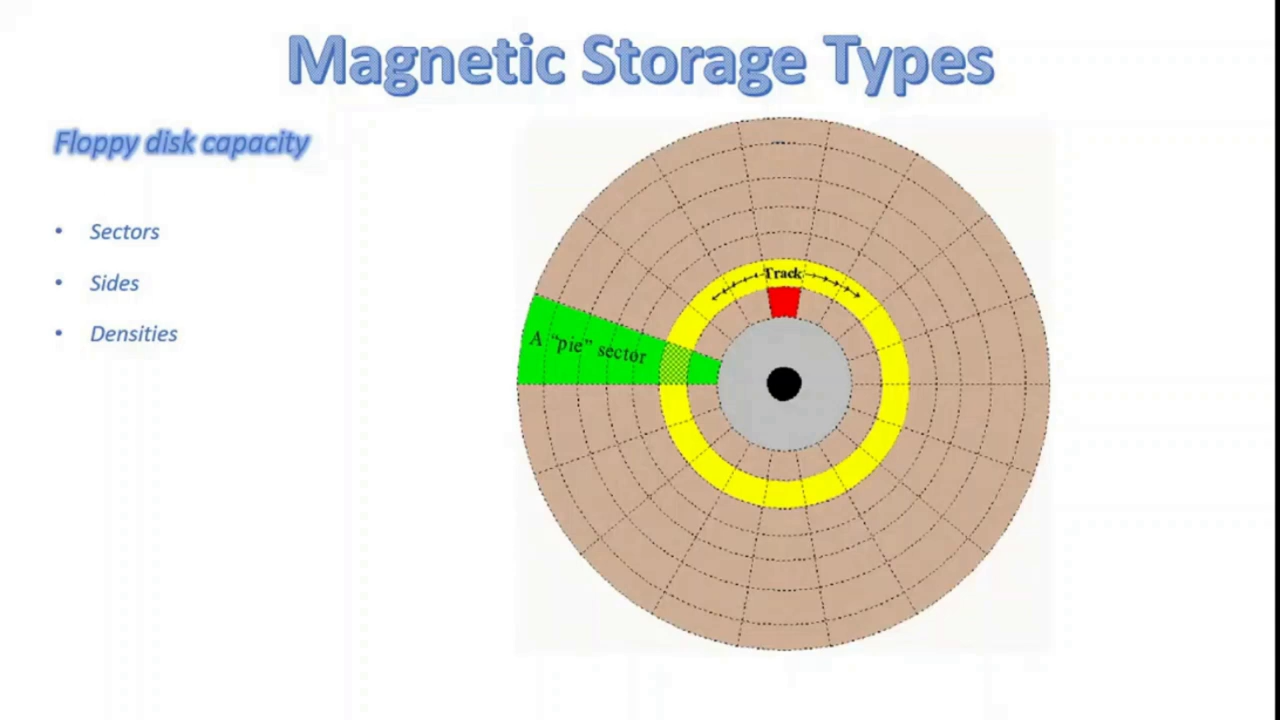 Magnetic Storage Types
Floppy disk capacity
• Sectors
• Sides
• Densities
Track
A "pie" sector